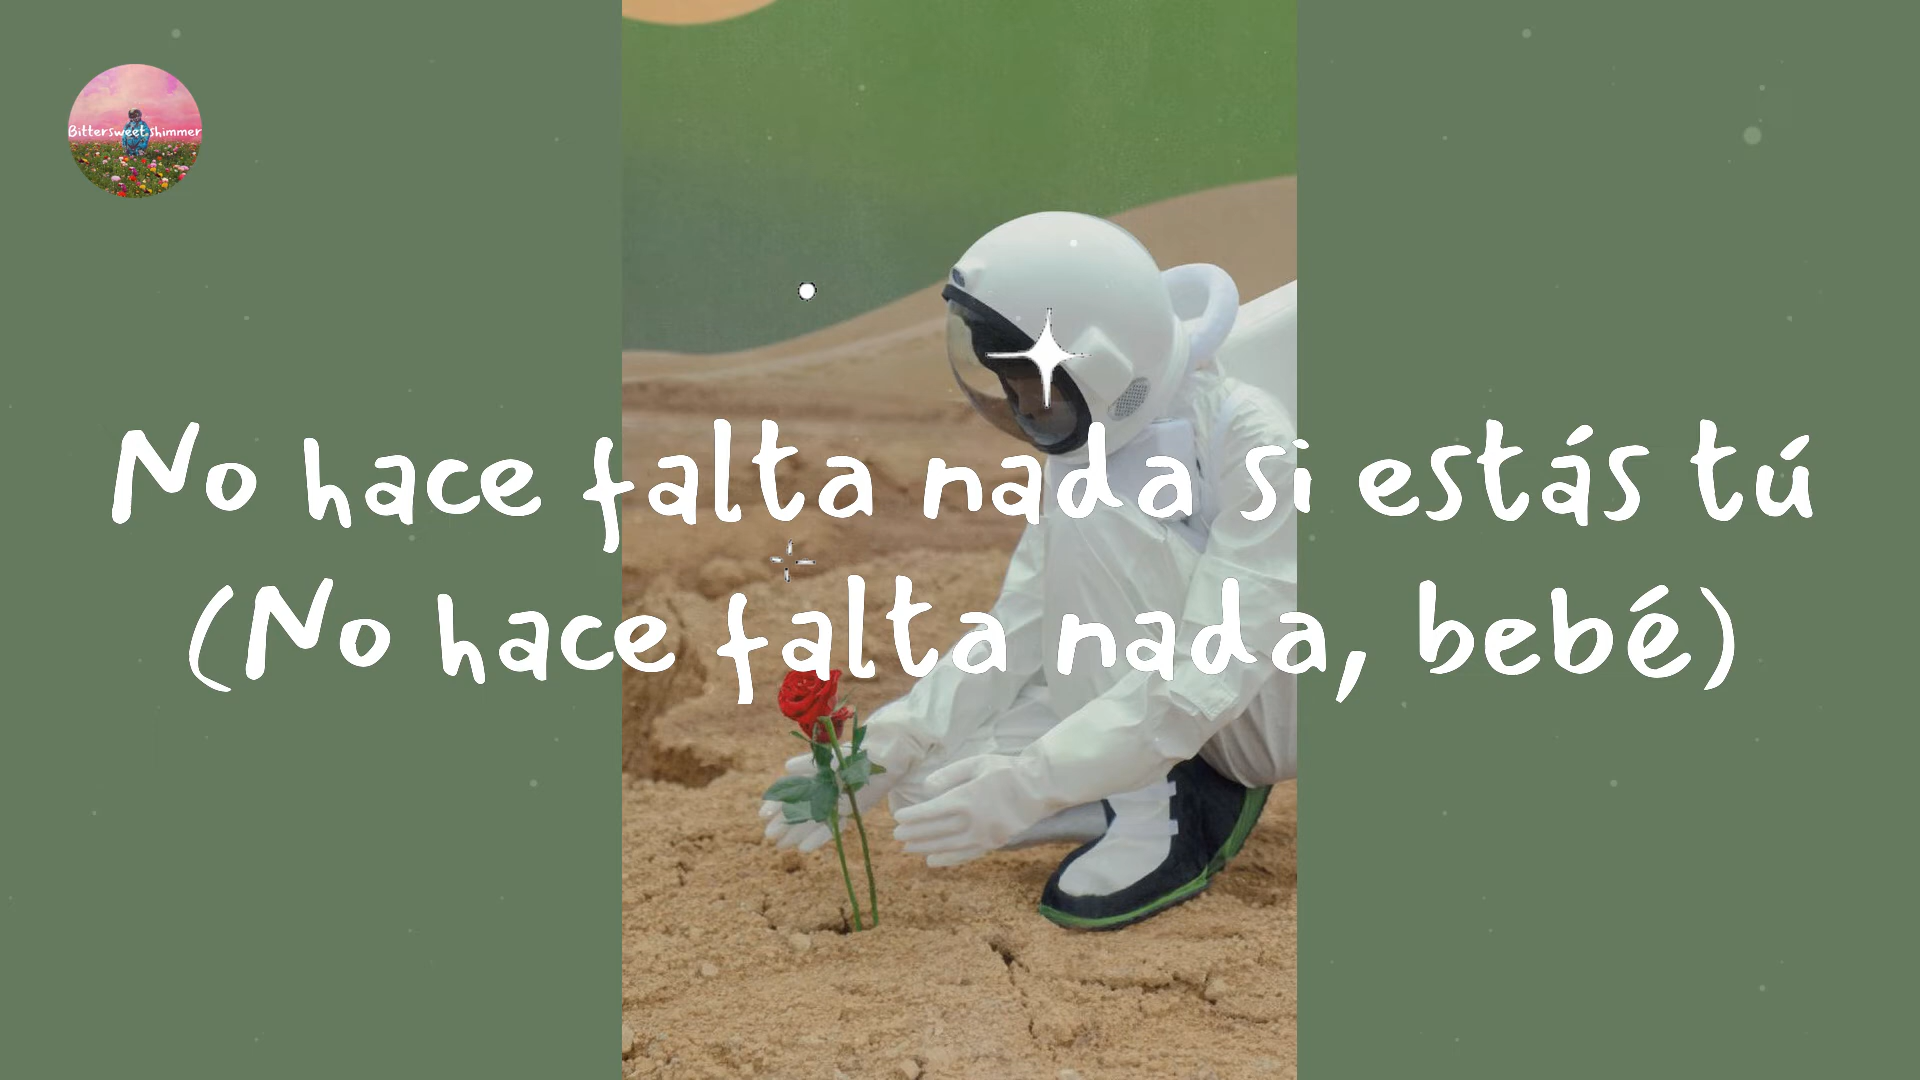 Bittersweet shimmer
No hace falta nada si estás tú
(No hace falta nada, bebé)